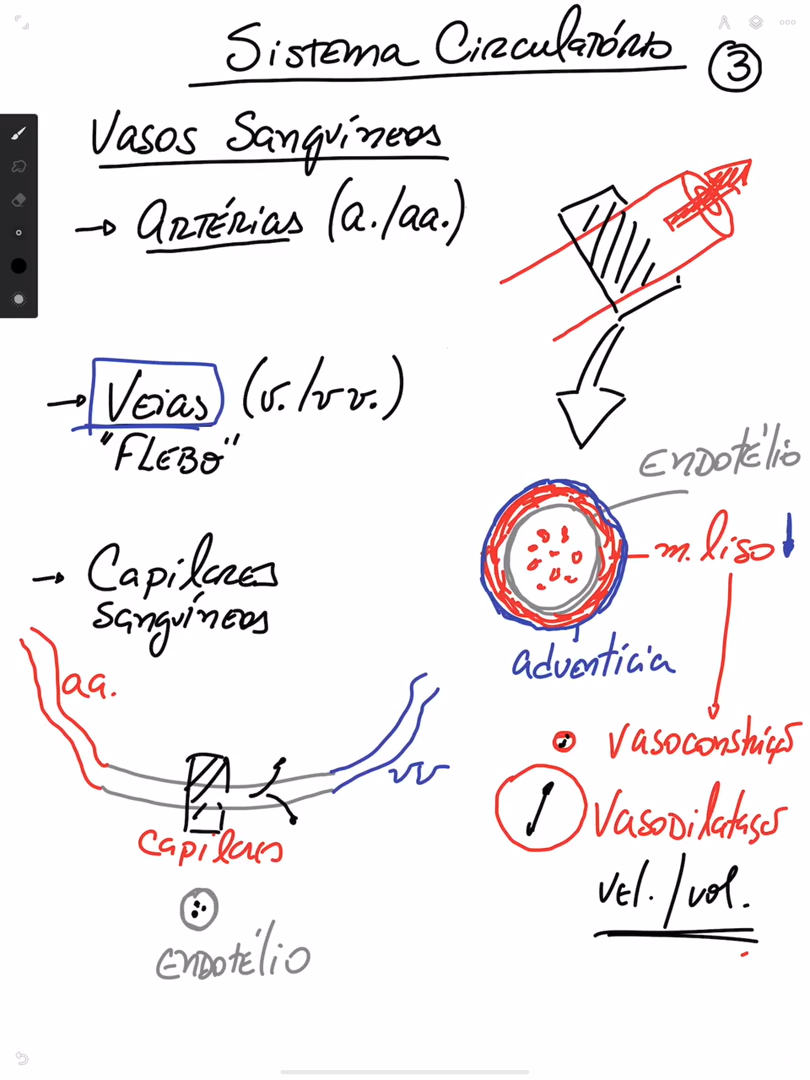 Sistema Circulatório 3
Vasos Sanguíneos
→ Artérias (a./aa.)
→ Veias (v./vv.)
"FLEBO"
Endotélio
m. liso ↓
→ Capilares
Sanguíneos
adventícia
aa.
Vasoconstrição
vv
Vasodilatação
capilares
vel./vol.
Endotélio